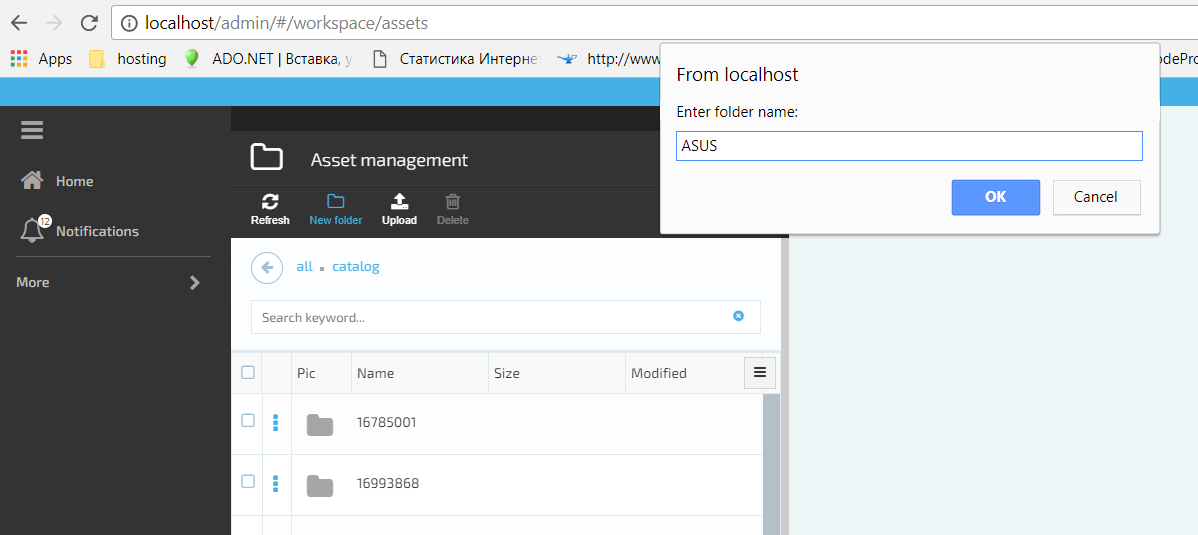 localhost/admin/#/workspace/assets
Apps hosting ADO.NET | Вставка, Статистика Интернет http://www
From localhost
Enter folder name:
ASUS
OK Cancel
Asset management
Refresh New folder Upload Delete
Home
12
Notifications
More
all catalog
Search keyword...
Pic Name Size Modified
16785001
16993868